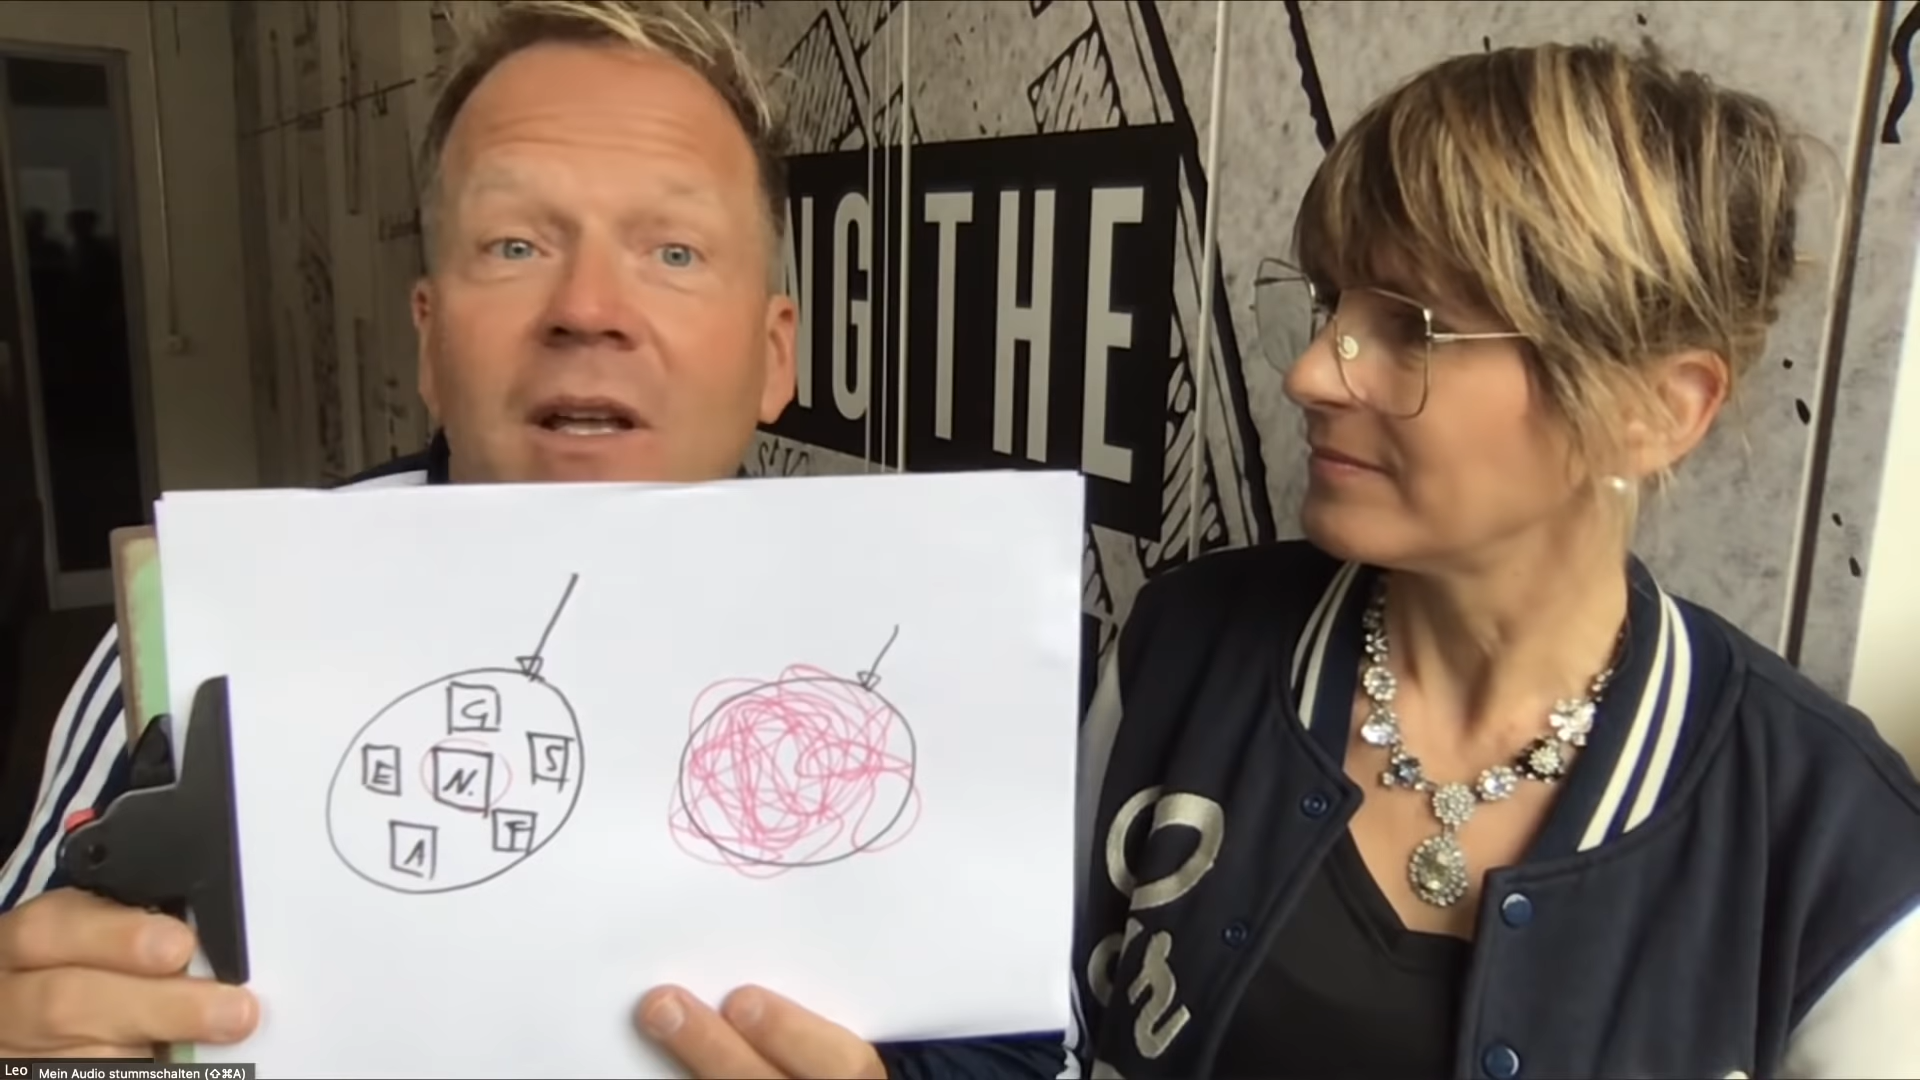 NG THE
G
E
N.
S
A
F
Leo
Mein Audio stummschalten (⇧⌘A)